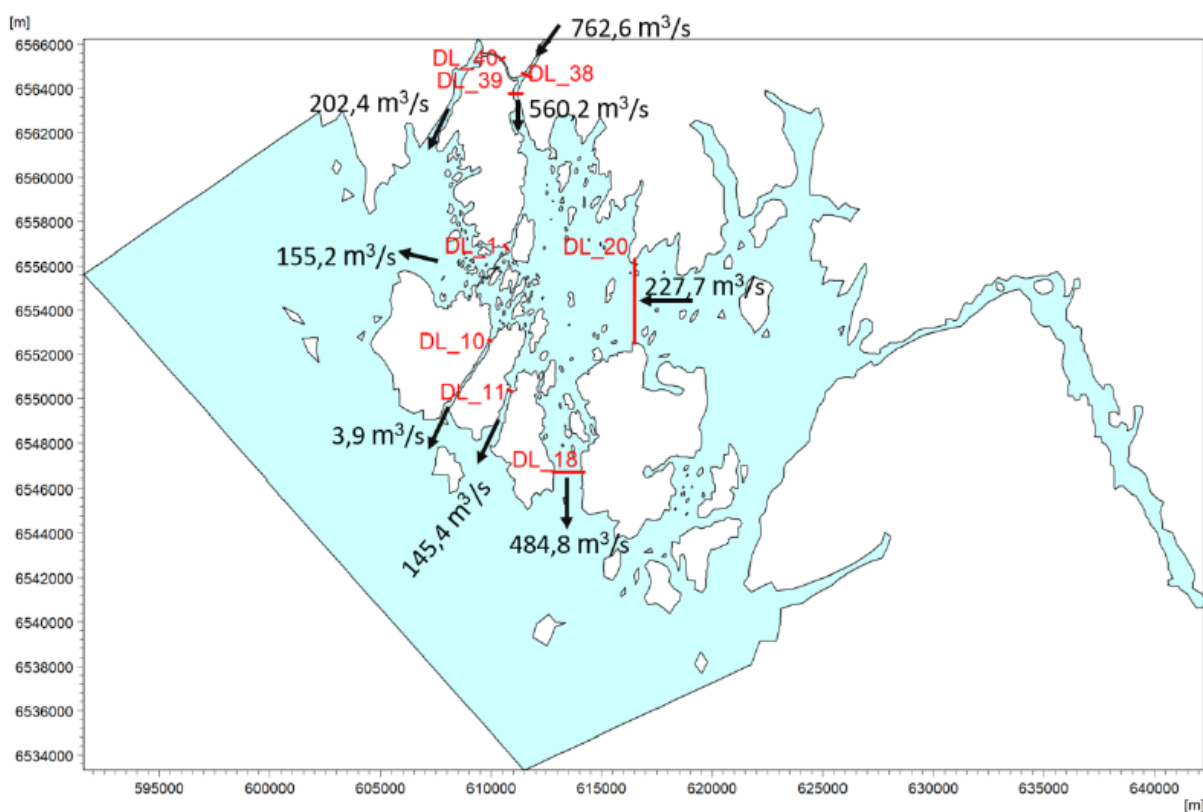 [m]
6566000
762,6 m³/s
DL_40
DL_38
6564000
DL_39
202,4 m³/s
560,2 m³/s
6562000
6560000
6558000
DL_1
DL_20
155,2 m³/s
6556000
227,7 m³/s
6554000
DL_10
6552000
DL_11
6550000
3,9 m³/s
6548000
DL_18
6546000
145,4 m³/s
484,8 m³/s
6544000
6542000
6540000
6538000
6536000
6534000
595000 600000 605000 610000 615000 620000 625000 630000 635000 640000
[m]